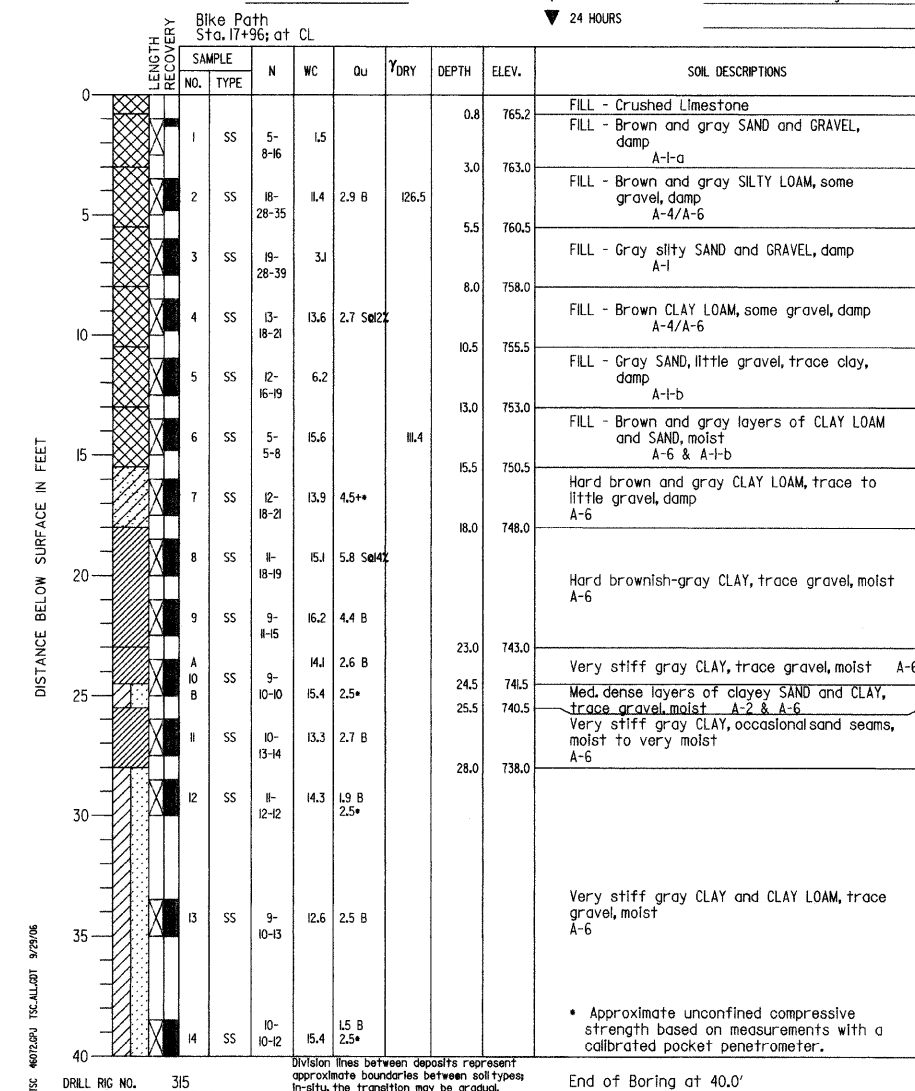 24 HOURS
Bike Path
Sta. 17+96; at CL
LENGTH
RECOVERY
SAMPLE
NO. TYPE N WC Qu γDRY DEPTH ELEV. SOIL DESCRIPTIONS
0
FILL - Crushed Limestone
0.8 765.2
1 SS 5- 1.5
8-16
FILL - Brown and gray SAND and GRAVEL,
damp
A-1-a
3.0 763.0
2 SS 18- 11.4 2.9 B 126.5
28-35
FILL - Brown and gray SILTY LOAM, some
gravel, damp
A-4/A-6
5
5.5 760.5
3 SS 19- 3.1
28-39
FILL - Gray silty SAND and GRAVEL, damp
A-1
8.0 758.0
4 SS 13- 13.6 2.7 S@12%
18-21
FILL - Brown CLAY LOAM, some gravel, damp
A-4/A-6
10
10.5 755.5
5 SS 12- 6.2
16-19
FILL - Gray SAND, little gravel, trace clay,
damp
A-1-b
13.0 753.0
6 SS 5- 15.6 111.4
5-8
FILL - Brown and gray layers of CLAY LOAM
and SAND, moist
A-6 & A-1-b
15
15.5 750.5
7 SS 12- 13.9 4.5+*
18-21
Hard brown and gray CLAY LOAM, trace to
little gravel, damp
A-6
18.0 748.0
8 SS 11- 15.1 5.8 S@14%
18-19
20
Hard brownish-gray CLAY, trace gravel, moist
A-6
9 SS 9- 16.2 4.4 B
11-15
23.0 743.0
A 14.1 2.6 B
10 SS 9-
B 10-10 15.4 2.5*
Very stiff gray CLAY, trace gravel, moist A-6
24.5 741.5
25
Med. dense layers of clayey SAND and CLAY,
trace gravel, moist A-2 & A-6
25.5 740.5
11 SS 10- 13.3 2.7 B
13-14
Very stiff gray CLAY, occasional sand seams,
moist to very moist
A-6
28.0 738.0
12 SS 11- 14.3 1.9 B
12-12 2.5*
30
13 SS 9- 12.6 2.5 B
10-13
Very stiff gray CLAY and CLAY LOAM, trace
gravel, moist
A-6
35
14 SS 10- 15.4 1.5 B
10-12 2.5*
* Approximate unconfined compressive
strength based on measurements with a
calibrated pocket penetrometer.
40
DISTANCE BELOW SURFACE IN FEET
TSC 46072.GPJ TSC.ALL.GDT 9/29/06
DRILL RIG NO. 315
Division lines between deposits represent
approximate boundaries between soil types;
in-situ, the transition may be gradual.
End of Boring at 40.0'